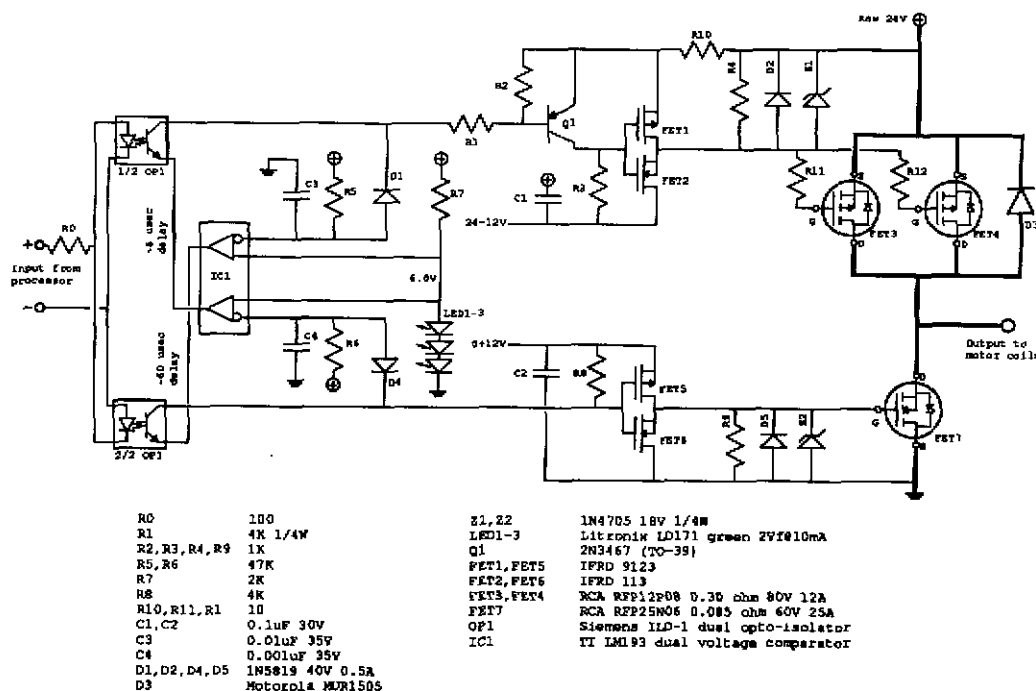 Raw 24V
R10
R2
R4
D2
Z1
Q1
R1
FET1
FET2
R3
C1
24-12V
R11
R12
S
S
G
G
FET3
FET4
D
D
D3
1/2 OP1
C3
R5
D1
R7
R0
+
Input from
processor
~
~6 usec
delay
IC1
6.0V
LED1-3
~60 usec
delay
C4
R6
D4
0+12V
C2
R8
FET5
FET6
R9
D5
Z2
Output to
motor coils
D
G
S
FET7
2/2 OP1
R0 100
R1 4K 1/4W
R2,R3,R4,R9 1K
R5,R6 47K
R7 2K
R8 4K
R10,R11,R1 10
C1,C2 0.1uF 30V
C3 0.01uF 35V
C4 0.001uF 35V
D1,D2,D4,D5 1N5819 40V 0.5A
D3 Motorola MUR1505
Z1,Z2 1N4705 18V 1/4W
LED1-3 Litronix LD171 green 2Vf@10mA
Q1 2N3467 (TO-39)
FET1,FET5 IFRD 9123
FET2,FET6 IFRD 113
FET3,FET4 RCA RFP12P08 0.30 ohm 80V 12A
FET7 RCA RFP25N06 0.085 ohm 60V 25A
OP1 Siemens ILD-1 dual opto-isolator
IC1 TI LM193 dual voltage comparator